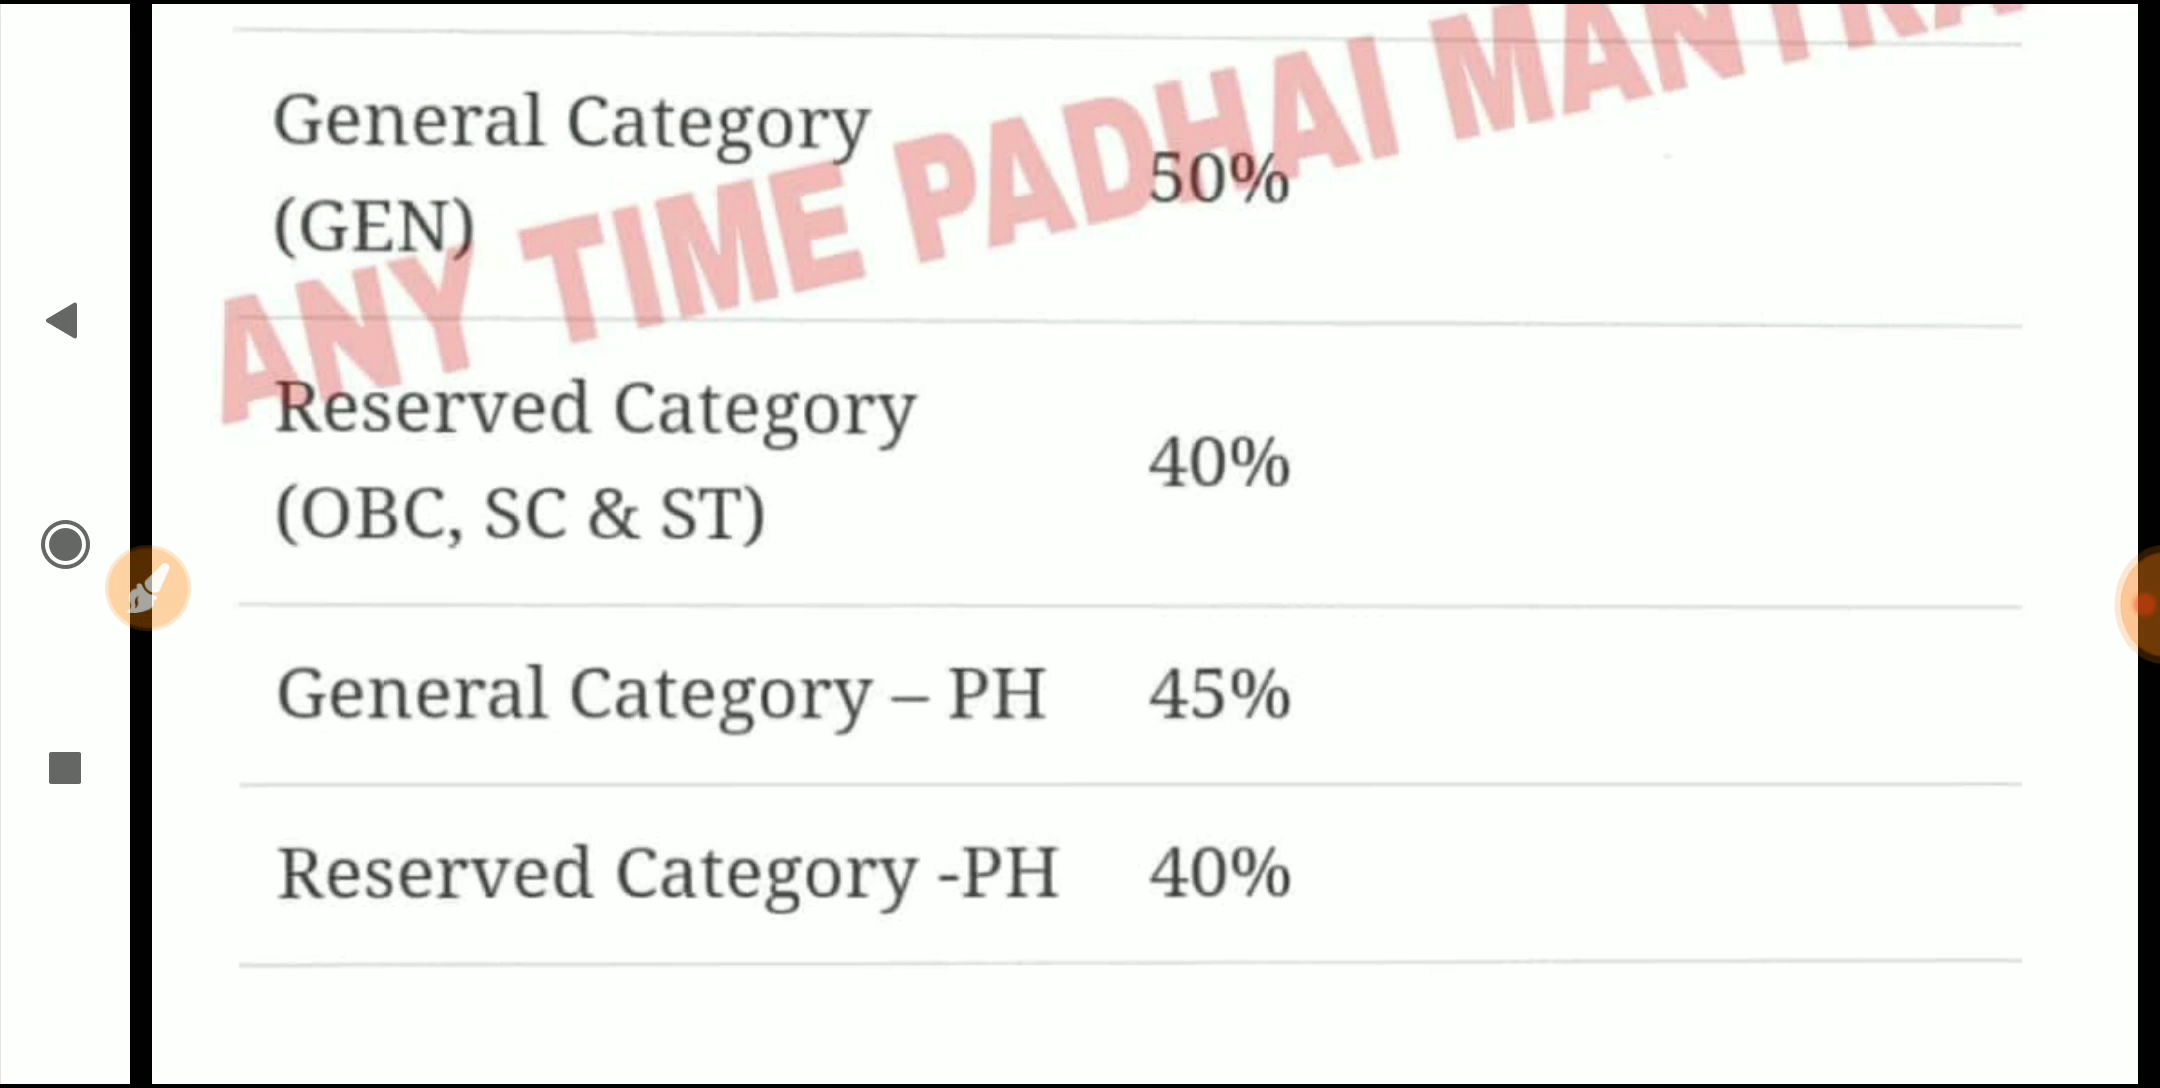 ANY TIME PADHAI MANTRA
General Category
(GEN)
50%
Reserved Category
(OBC, SC & ST)
40%
General Category – PH 45%
Reserved Category -PH 40%